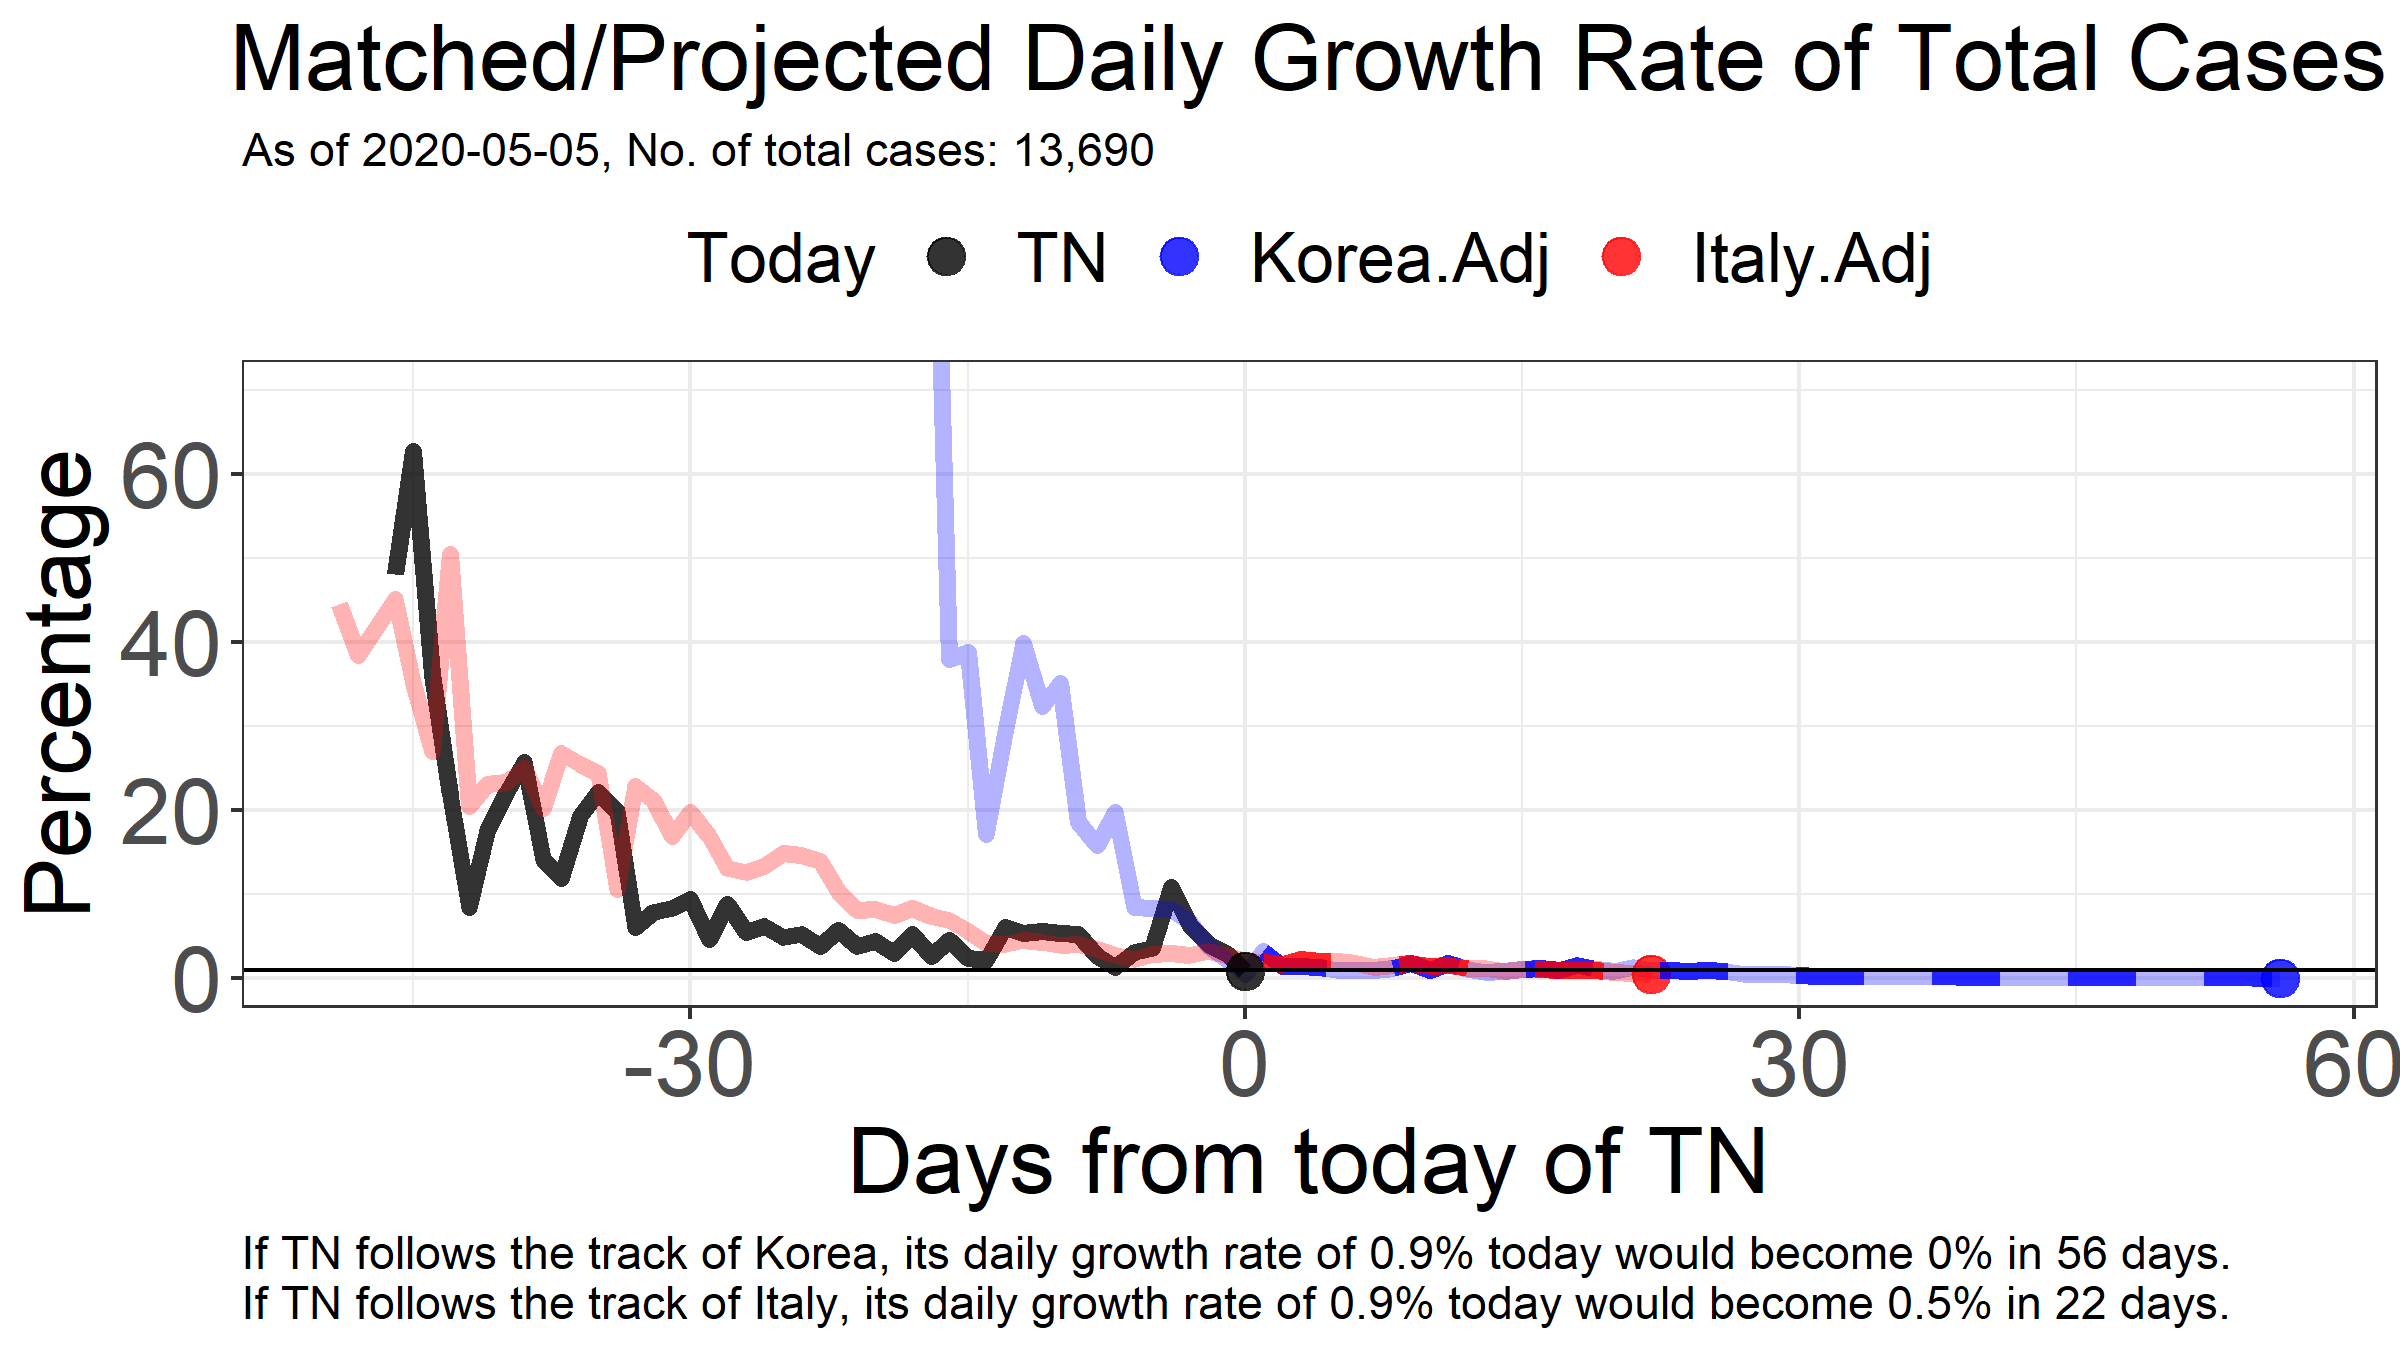 Matched/Projected Daily Growth Rate of Total Cases
As of 2020-05-05, No. of total cases: 13,690
Today TN Korea.Adj Italy.Adj
Percentage
60
40
20
0
-30 0 30 60
Days from today of TN
If TN follows the track of Korea, its daily growth rate of 0.9% today would become 0% in 56 days.
If TN follows the track of Italy, its daily growth rate of 0.9% today would become 0.5% in 22 days.